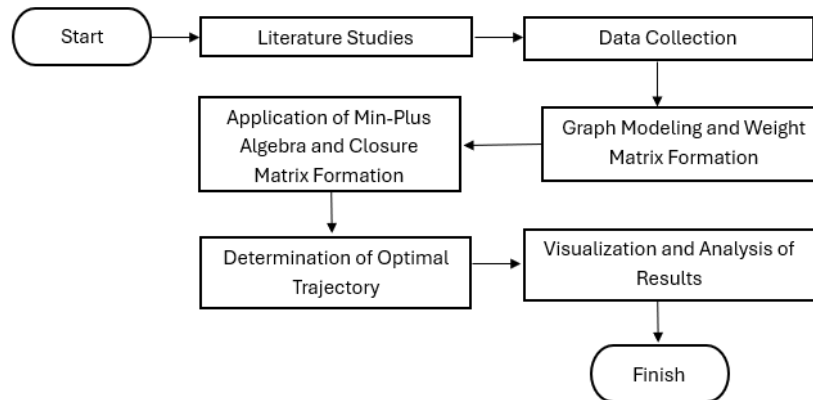 Start
Literature Studies
Data Collection
Graph Modeling and Weight
Matrix Formation
Application of Min-Plus
Algebra and Closure
Matrix Formation
Determination of Optimal
Trajectory
Visualization and Analysis of
Results
Finish